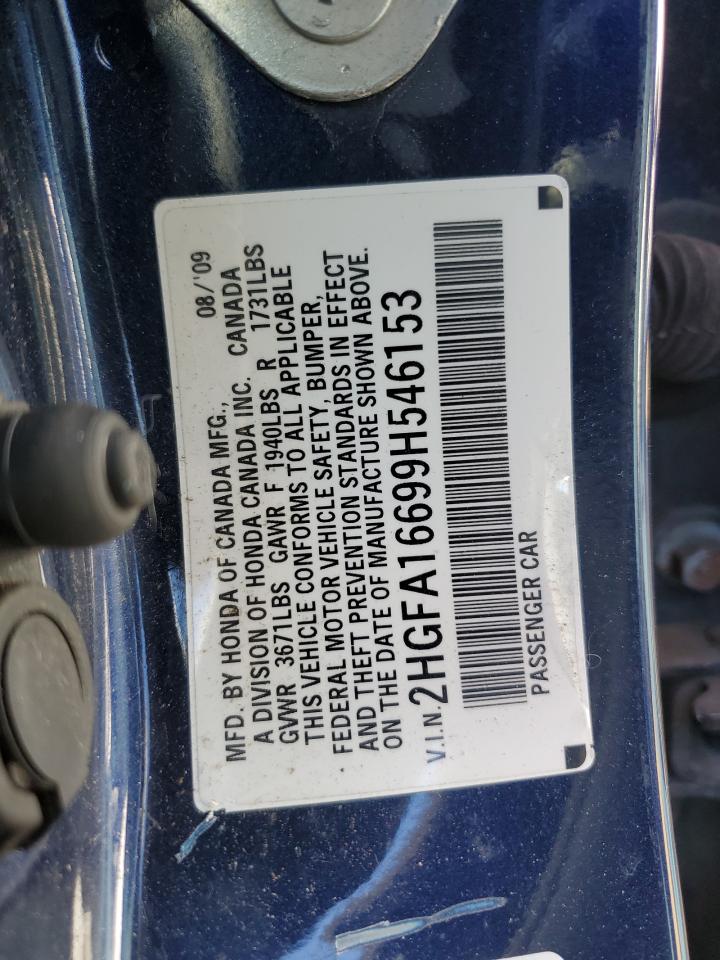 MFD. BY HONDA OF CANADA MFG., 08/'09
A DIVISION OF HONDA CANADA INC. CANADA
GVWR 3671LBS GAWR F 1940LBS R 1731LBS
THIS VEHICLE CONFORMS TO ALL APPLICABLE
FEDERAL MOTOR VEHICLE SAFETY, BUMPER,
AND THEFT PREVENTION STANDARDS IN EFFECT
ON THE DATE OF MANUFACTURE SHOWN ABOVE.
V.I.N. 2HGFA16699H546153
PASSENGER CAR